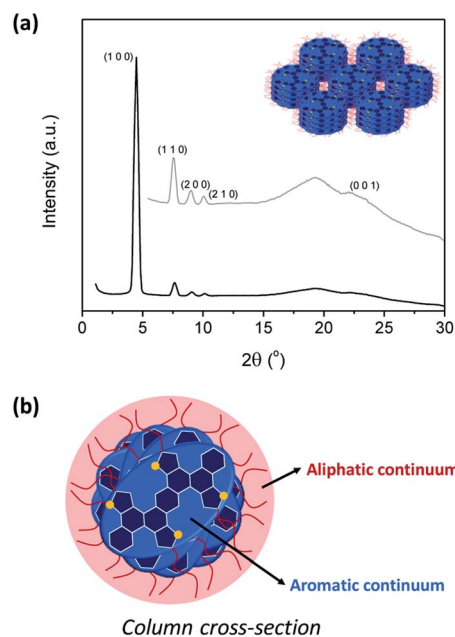 (a)
(1 0 0)
(1 1 0)
(2 0 0)
(2 1 0)
(0 0 1)
Intensity (a.u.)
1 5 10 15 20 25 30
2θ (°)
(b)
Aliphatic continuum
Aromatic continuum
Column cross-section